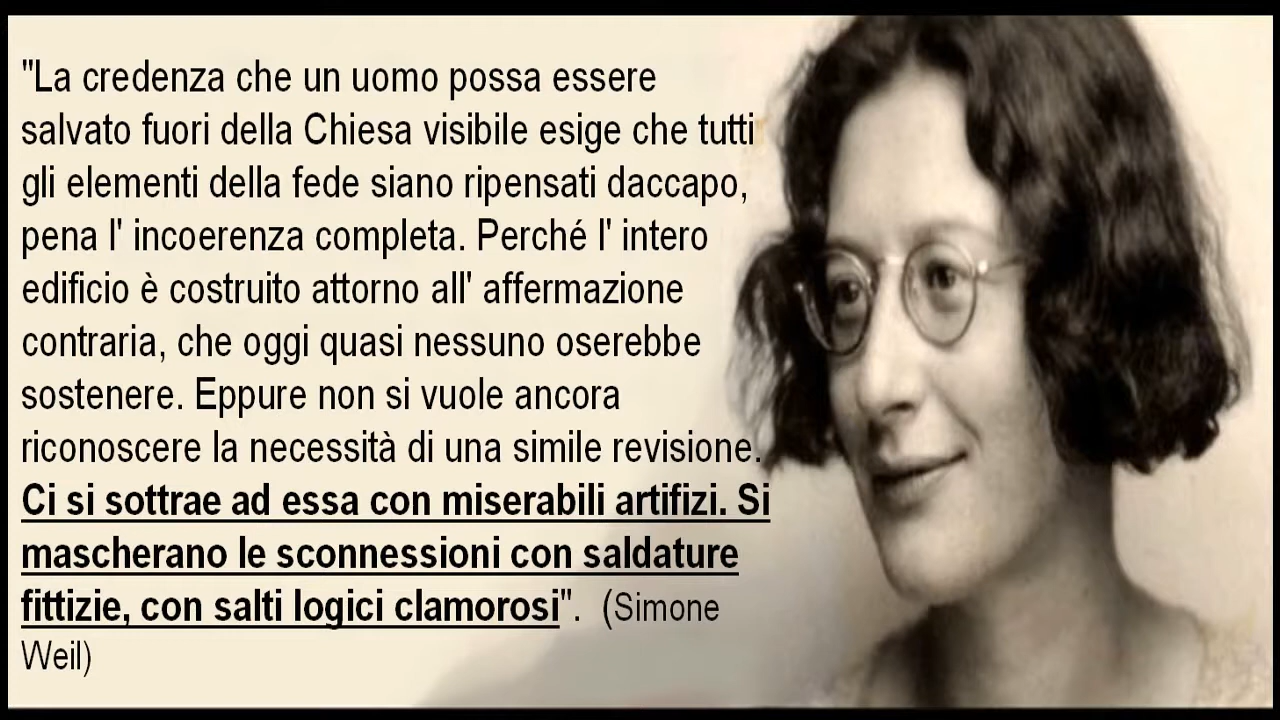 "La credenza che un uomo possa essere
salvato fuori della Chiesa visibile esige che tutti
gli elementi della fede siano ripensati daccapo,
pena l' incoerenza completa. Perché l' intero
edificio è costruito attorno all' affermazione
contraria, che oggi quasi nessuno oserebbe
sostenere. Eppure non si vuole ancora
riconoscere la necessità di una simile revisione.
Ci si sottrae ad essa con miserabili artifizi. Si
mascherano le sconnessioni con saldature
fittizie, con salti logici clamorosi". (Simone
Weil)